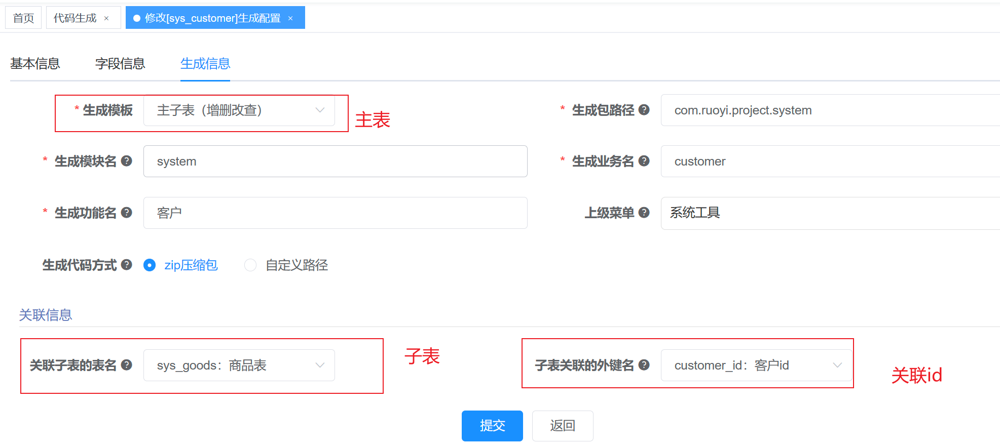 首页 代码生成 × 修改[sys_customer]生成配置 ×
基本信息 字段信息 生成信息
* 生成模板 主子表（增删改查） 主表 * 生成包路径 ? com.ruoyi.project.system
* 生成模块名 ? system * 生成业务名 ? customer
* 生成功能名 ? 客户 上级菜单 ? 系统工具
生成代码方式 ? zip压缩包 自定义路径
关联信息
关联子表的表名 ? sys_goods：商品表 子表 子表关联的外键名 ? customer_id：客户id 关联id
提交 返回